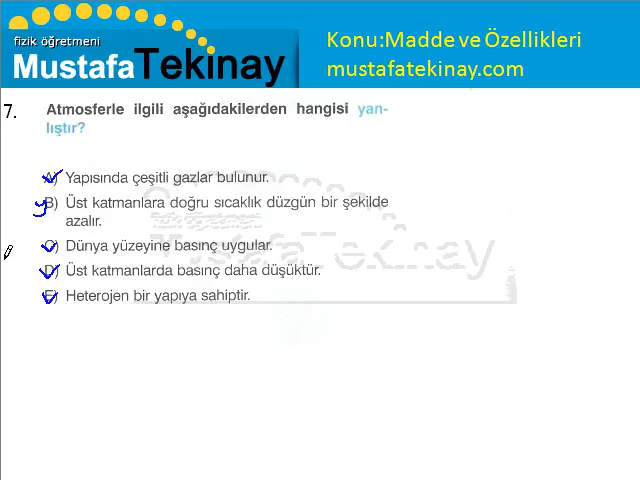 fizik öğretmeni
MustafaTekınay
Konu:Madde ve Özellikleri
mustafatekinay.com
7. Atmosferle ilgili aşağıdakilerden hangisi yan-
lıştır?
A) Yapısında çeşitli gazlar bulunur.
B) Üst katmanlara doğru sıcaklık düzgün bir şekilde
azalır.
C) Dünya yüzeyine basınç uygular.
D) Üst katmanlarda basınç daha düşüktür.
E) Heterojen bir yapıya sahiptir.
MustafaTekınay